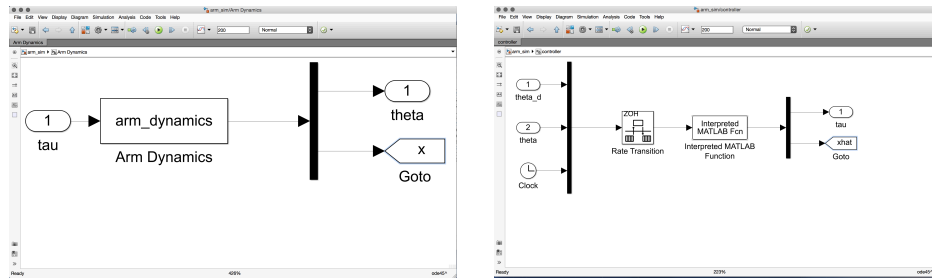 arm_sim/Arm Dynamics
File Edit View Display Diagram Simulation Analysis Code Tools Help
200 Normal
Arm Dynamics
arm_sim Arm Dynamics
1
tau
arm_dynamics
Arm Dynamics
1
theta
x
Goto
Ready 426% ode45
arm_sim/controller
File Edit View Display Diagram Simulation Analysis Code Tools Help
200 Normal
controller
arm_sim controller
1
theta_d
2
theta
Clock
ZOH
Rate Transition
Interpreted
MATLAB Fcn
Interpreted MATLAB
Function
1
tau
xhat
Goto
Ready 223% ode45